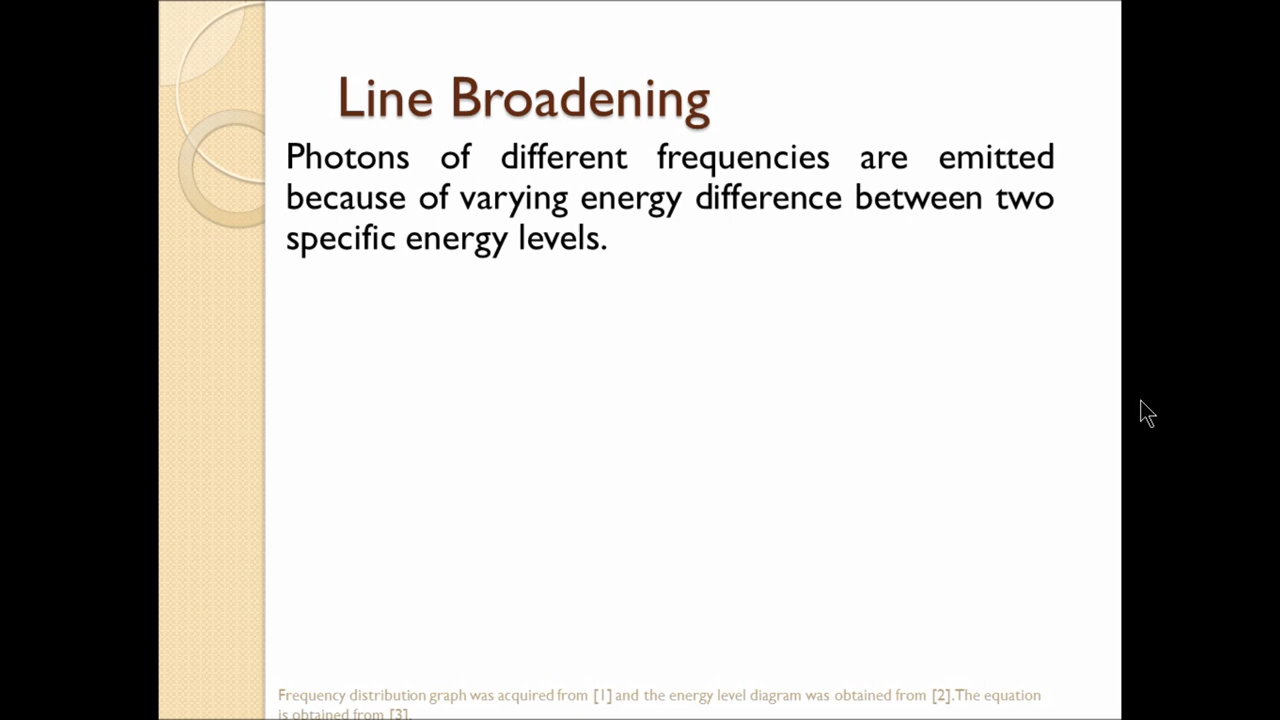 Line Broadening
Photons of different frequencies are emitted
because of varying energy difference between two
specific energy levels.
Frequency distribution graph was acquired from [1] and the energy level diagram was obtained from [2].The equation
is obtained from [3].